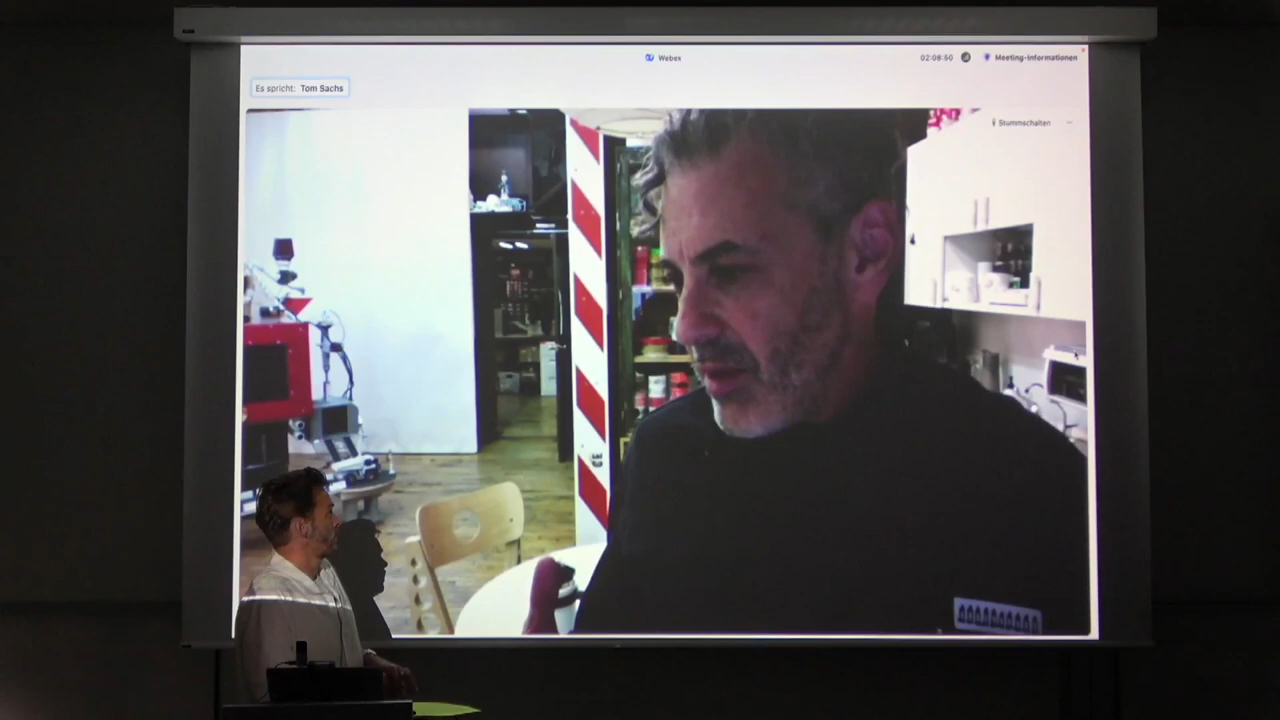 Webex
02:08:50
Meeting-Informationen
Es spricht: Tom Sachs
Stummschalten